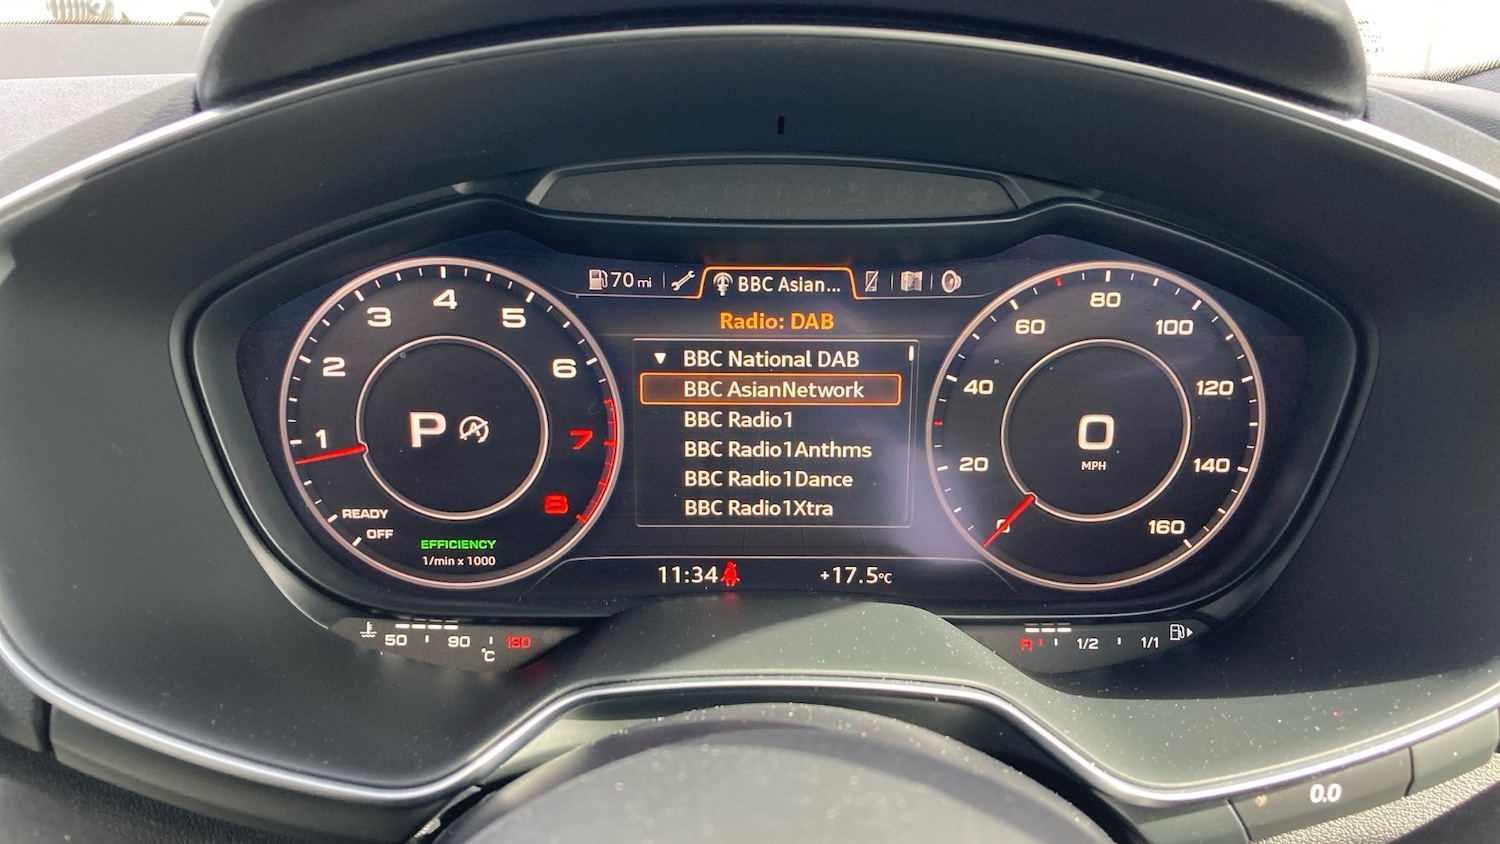 70 mi
BBC Asian...
Radio: DAB
BBC National DAB
BBC AsianNetwork
BBC Radio1
BBC Radio1Anthms
BBC Radio1Dance
BBC Radio1Xtra
11:34
+17.5°C
1
2
3
4
5
6
7
8
P
A
READY
OFF
EFFICIENCY
1/min x 1000
0
20
40
60
80
100
120
140
160
0
MPH
50
90
130
°C
R
1/2
1/1
0.0